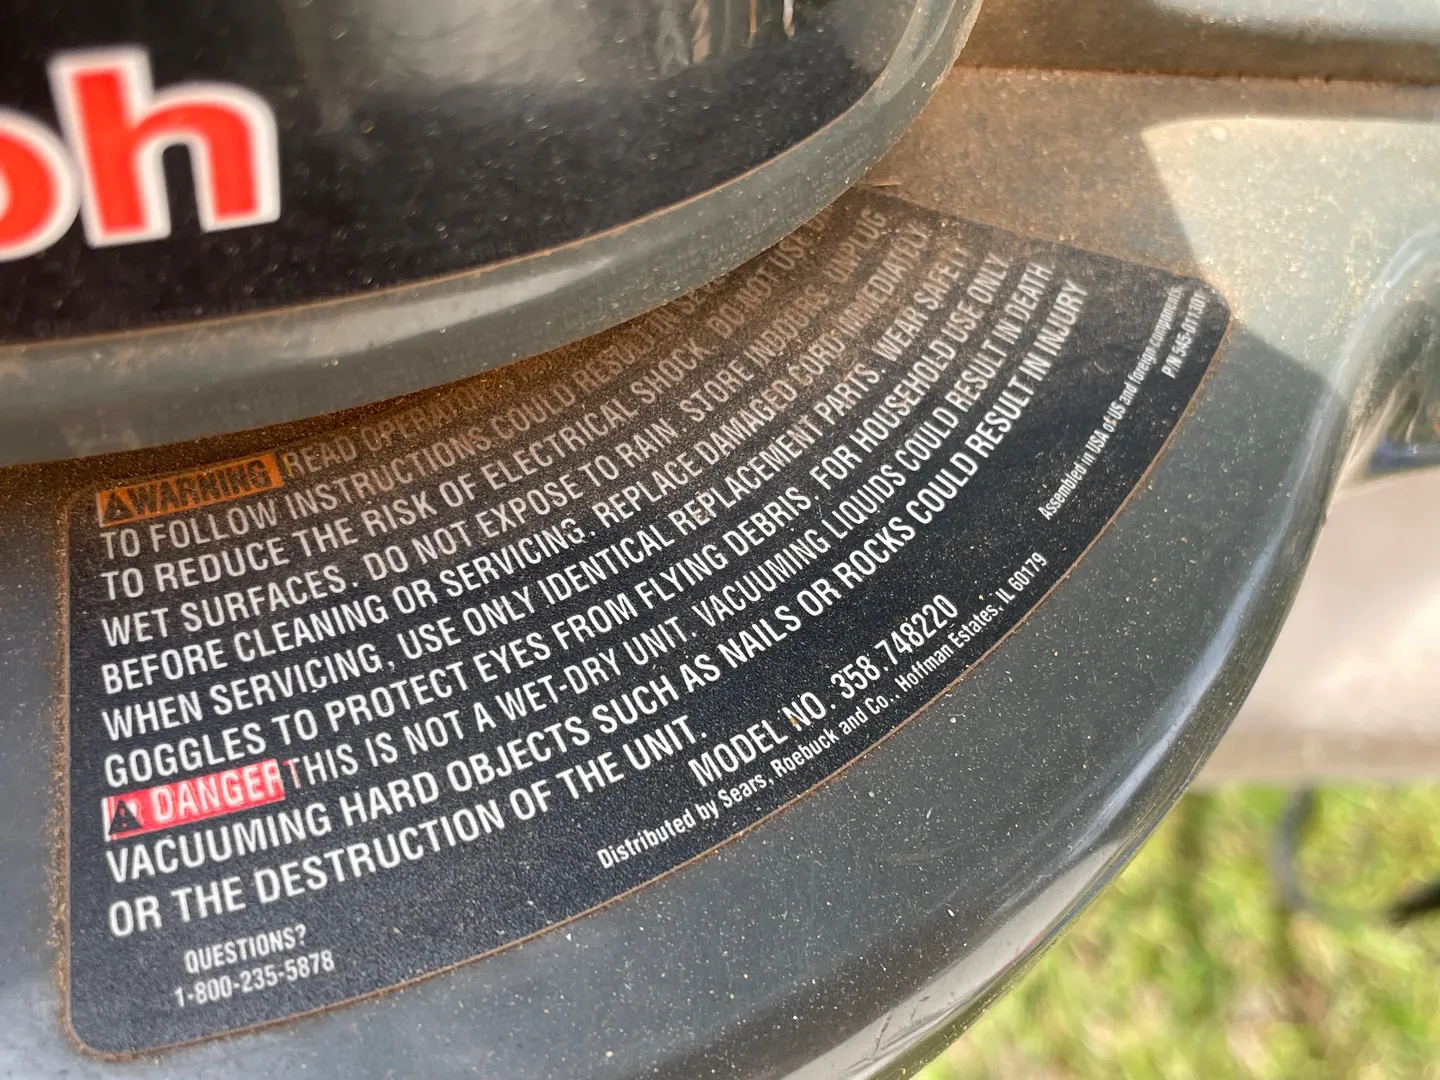 ph
WARNING READ OPERATOR
TO FOLLOW INSTRUCTIONS COULD RESULT IN
TO REDUCE THE RISK OF ELECTRICAL SHOCK, DO NOT USE
WET SURFACES. DO NOT EXPOSE TO RAIN. STORE INDOORS. UNPLUG
BEFORE CLEANING OR SERVICING. REPLACE DAMAGED CORD IMMEDIATELY.
WHEN SERVICING, USE ONLY IDENTICAL REPLACEMENT PARTS. WEAR SAFETY
GOGGLES TO PROTECT EYES FROM FLYING DEBRIS. FOR HOUSEHOLD USE ONLY.
DANGER THIS IS NOT A WET-DRY UNIT. VACUUMING LIQUIDS COULD RESULT IN DEATH.
VACUUMING HARD OBJECTS SUCH AS NAILS OR ROCKS COULD RESULT IN INJURY
OR THE DESTRUCTION OF THE UNIT.
MODEL NO. 358.748220
Distributed by Sears, Roebuck and Co., Hoffman Estates, IL 60179
QUESTIONS?
1-800-235-5878
Assembled in USA of US and foreign components.
P/N 545-011301